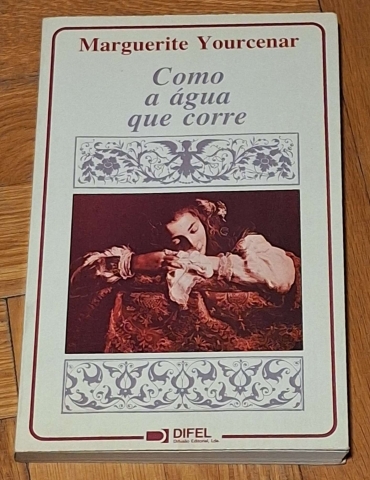 Marguerite Yourcenar
Como
a água
que corre
DIFEL
Difusão Editorial, Lda.